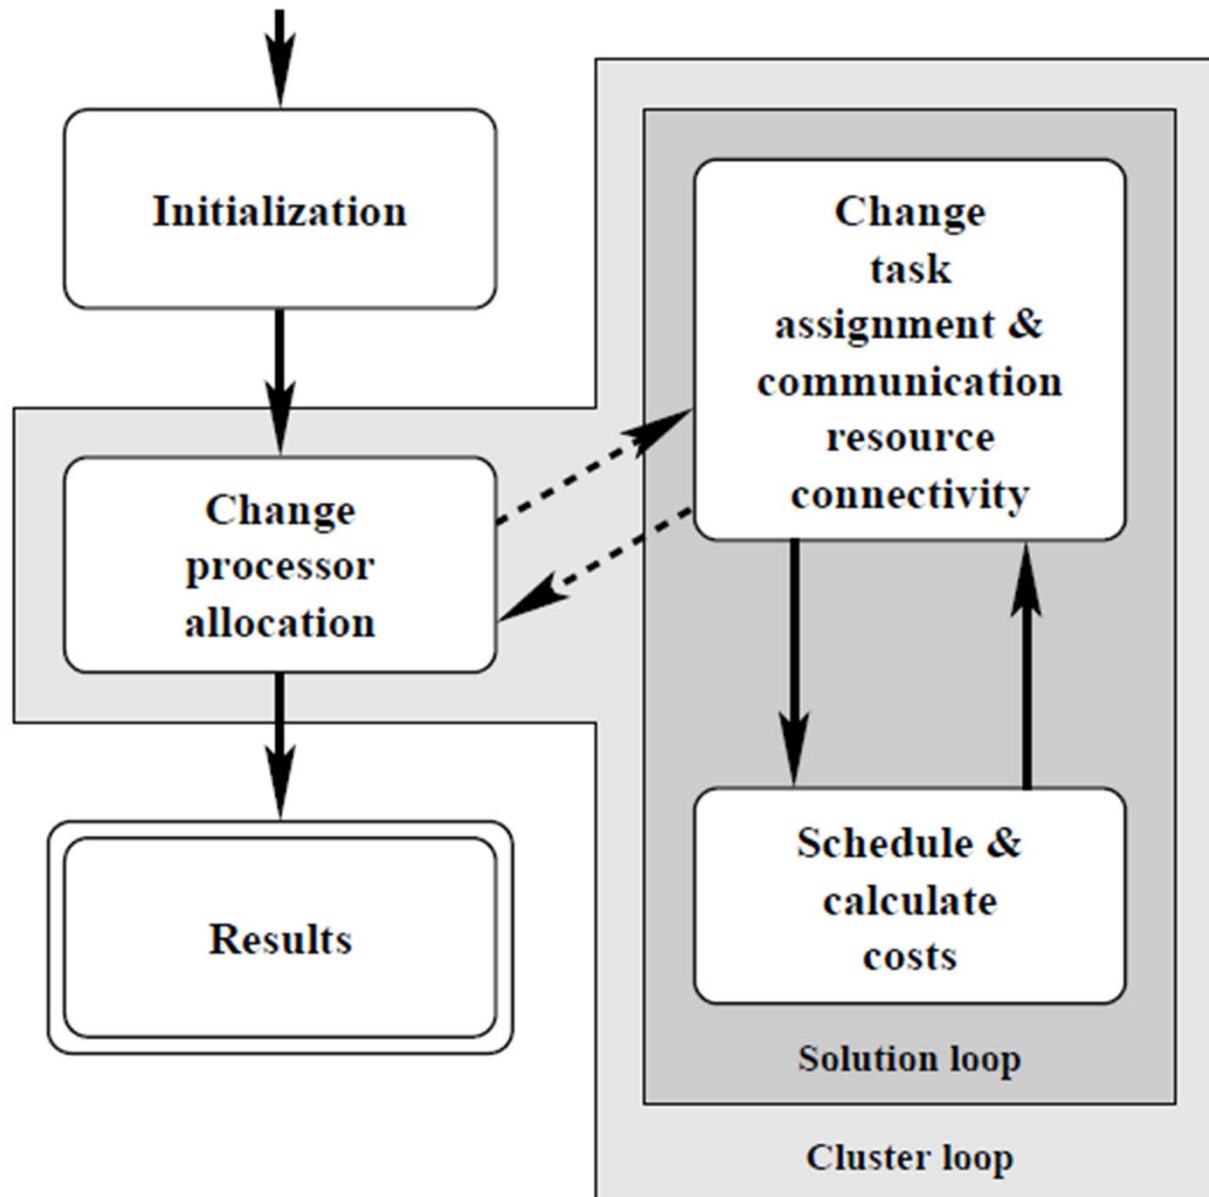 Initialization
Change
processor
allocation
Results
Change
task
assignment &
communication
resource
connectivity
Schedule &
calculate
costs
Solution loop
Cluster loop